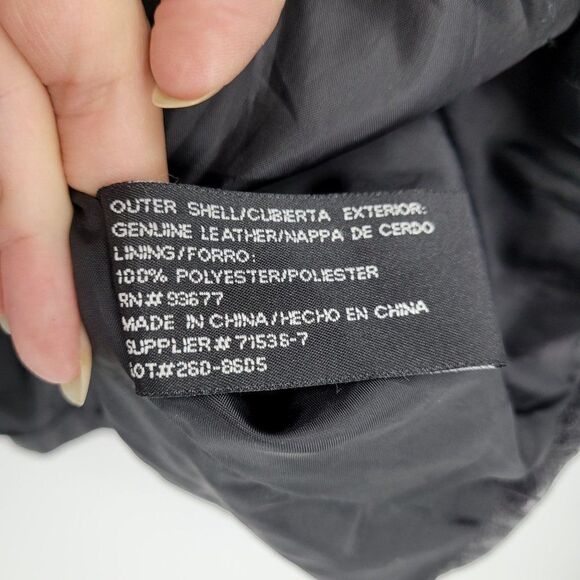 OUTER SHELL/CUBIERTA EXTERIOR:
GENUINE LEATHER/NAPPA DE CERDO
LINING/FORRO:
100% POLYESTER/POLIESTER
RN# 93677
MADE IN CHINA/HECHO EN CHINA
SUPPLIER# 71536-7
LOT#260-8605